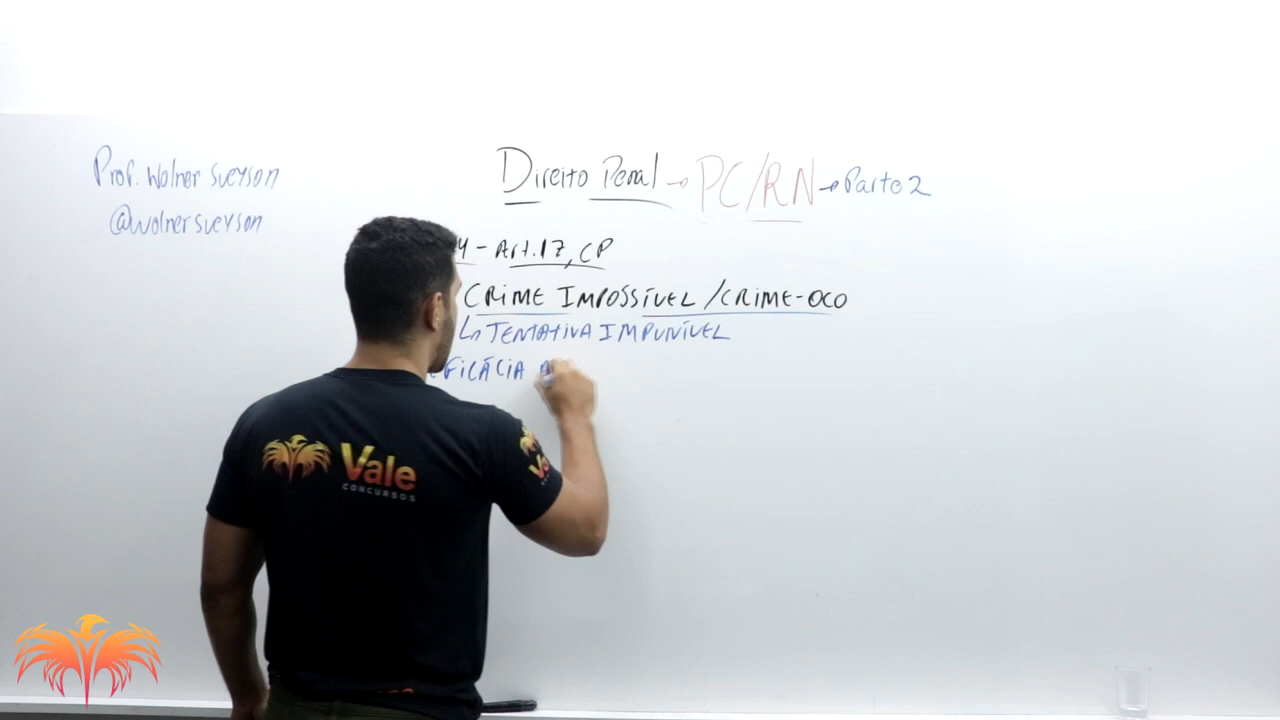 Prof. Wolner Sueyson
@wolnersueyson
Direito Penal → PC/RN → Parte 2
4 - Art. 17, CP
CRIME IMPOSSÍVEL / CRIME-OCO
↳ TENTATIVA IMPUNÍVEL
FICÁCIA
Vale
CONCURSOS